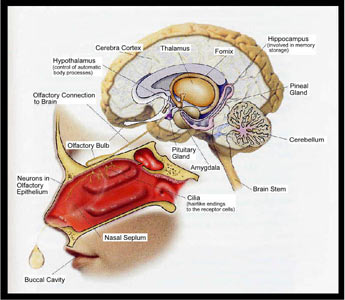 Hippocampus
(involved in memory
storage)
Cerebra Cortex
Thalamus
Fornix
Hypothalamus
(control of automatic
body processes)
Pineal
Gland
Olfactory Connection
to Brain
Cerebellum
Olfactory Bulb
Pituitary
Gland
Amygdala
Neurons in
Olfactory
Epithelium
Brain Stem
Cilia
(hairlike endings
to the receptor cells)
Nasal Septum
Buccal Cavity